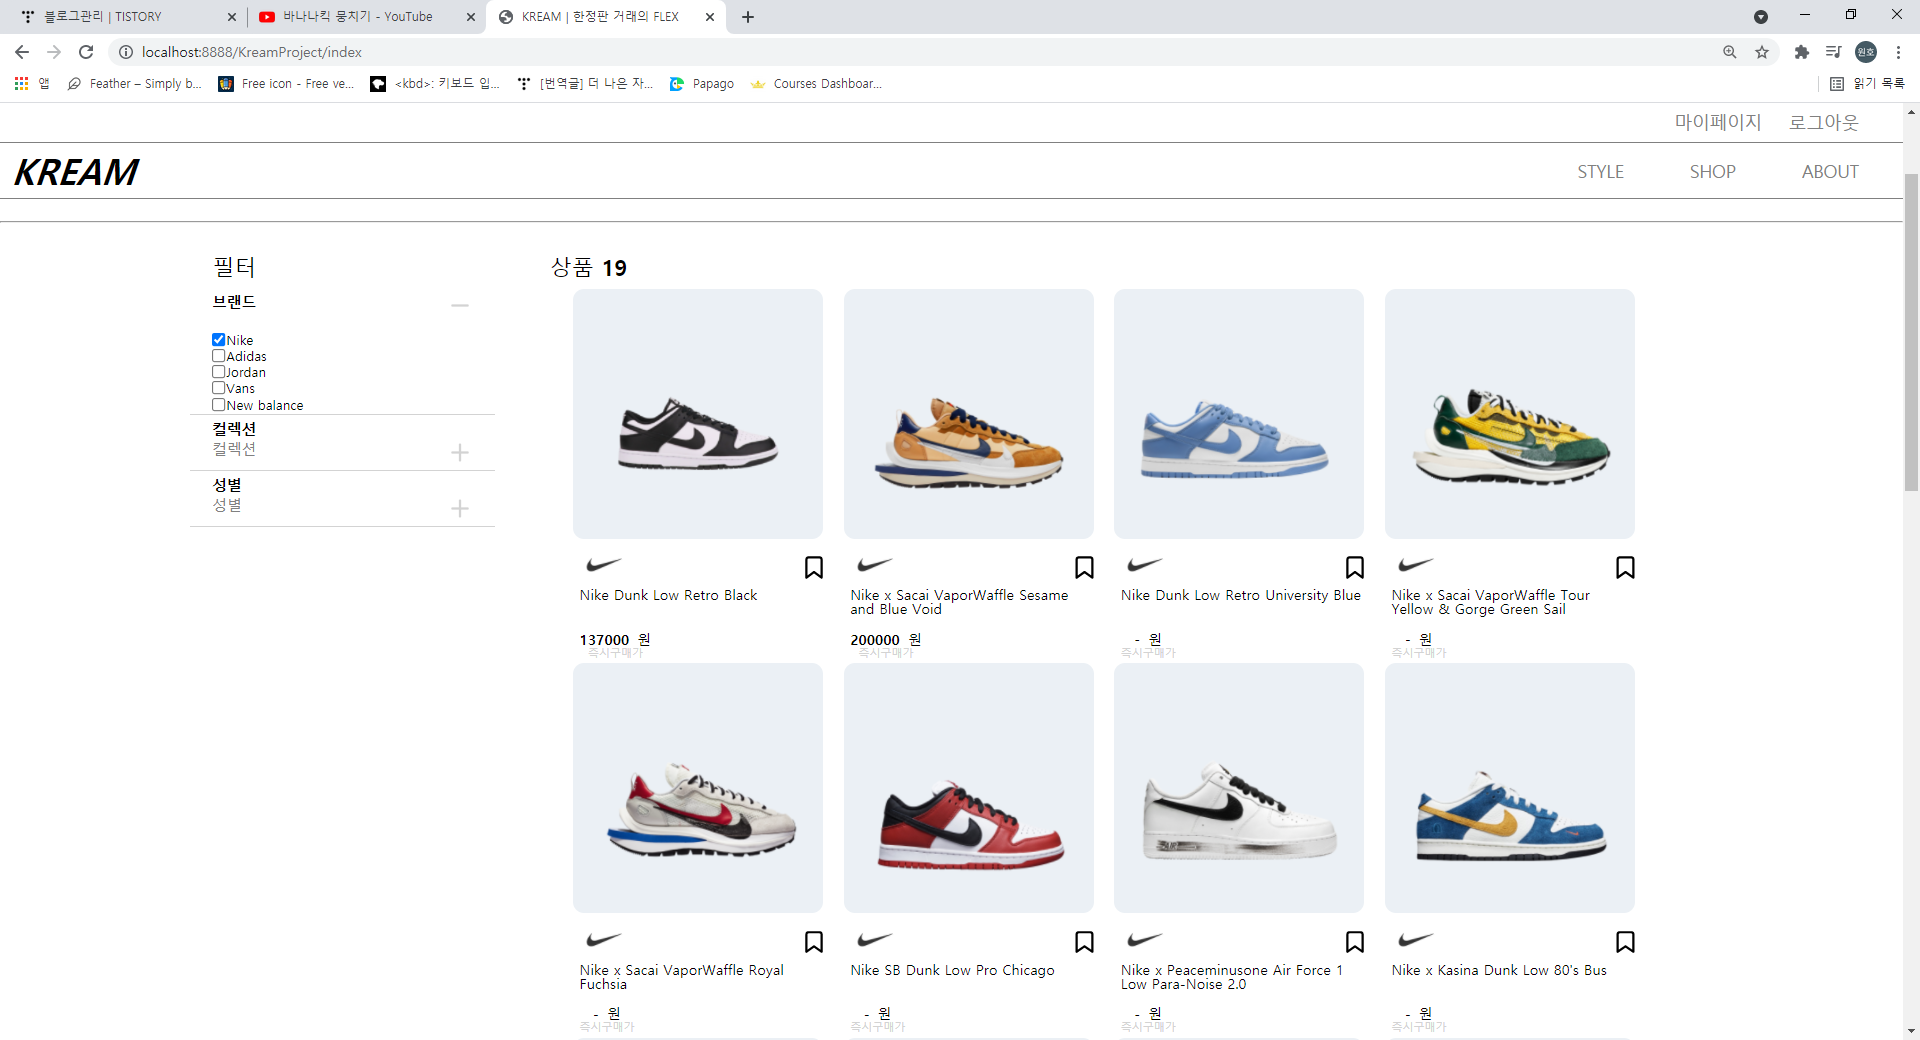 블로그관리 | TISTORY
바나나킥 뭉치기 - YouTube
KREAM | 한정판 거래의 FLEX
localhost:8888/KreamProject/index
원호
앱
Feather – Simply b...
Free icon - Free ve...
<kbd>: 키보드 입...
[번역글] 더 나은 자...
Papago
Courses Dashboar...
읽기 목록
마이페이지 로그아웃
KREAM
STYLE SHOP ABOUT
필터
브랜드
Nike
Adidas
Jordan
Vans
New balance
컬렉션
컬렉션
성별
성별
상품 19
Nike Dunk Low Retro Black
137000 원
즉시구매가
Nike x Sacai VaporWaffle Sesame
and Blue Void
200000 원
즉시구매가
Nike Dunk Low Retro University Blue
- 원
즉시구매가
Nike x Sacai VaporWaffle Tour
Yellow & Gorge Green Sail
- 원
즉시구매가
Nike x Sacai VaporWaffle Royal
Fuchsia
- 원
즉시구매가
Nike SB Dunk Low Pro Chicago
- 원
즉시구매가
Nike x Peaceminusone Air Force 1
Low Para-Noise 2.0
- 원
즉시구매가
Nike x Kasina Dunk Low 80's Bus
- 원
즉시구매가